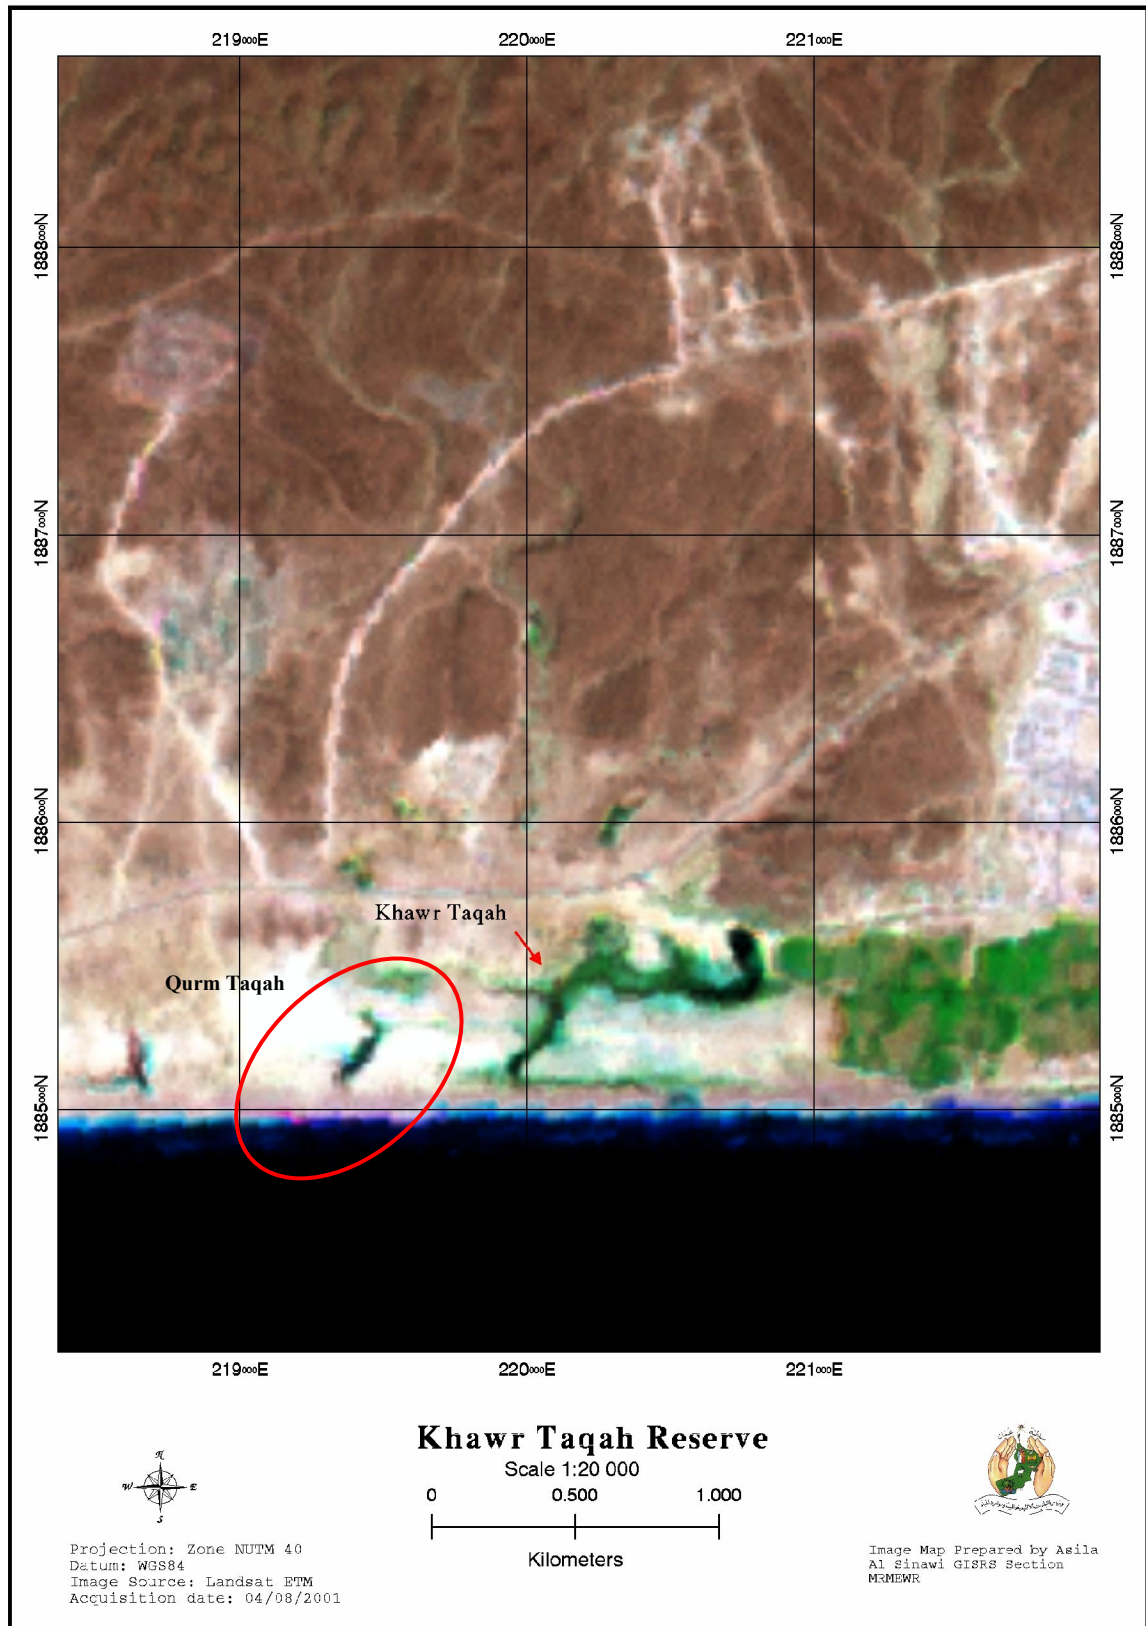 219000E 220000E 221000E
1888000N 1888000N
1887000N 1887000N
1886000N 1886000N
Khawr Taqah
Qurm Taqah
1885000N 1885000N
219000E 220000E 221000E
Khawr Taqah Reserve
Scale 1:20 000
0 0.500 1.000
Kilometers
N
W E
S
Projection: Zone NUTM 40
Datum: WGS84
Image Source: Landsat ETM
Acquisition date: 04/08/2001
سلطنة عمان
Image Map Prepared by Asila
Al Sinawi GISRS Section
MRMEWR